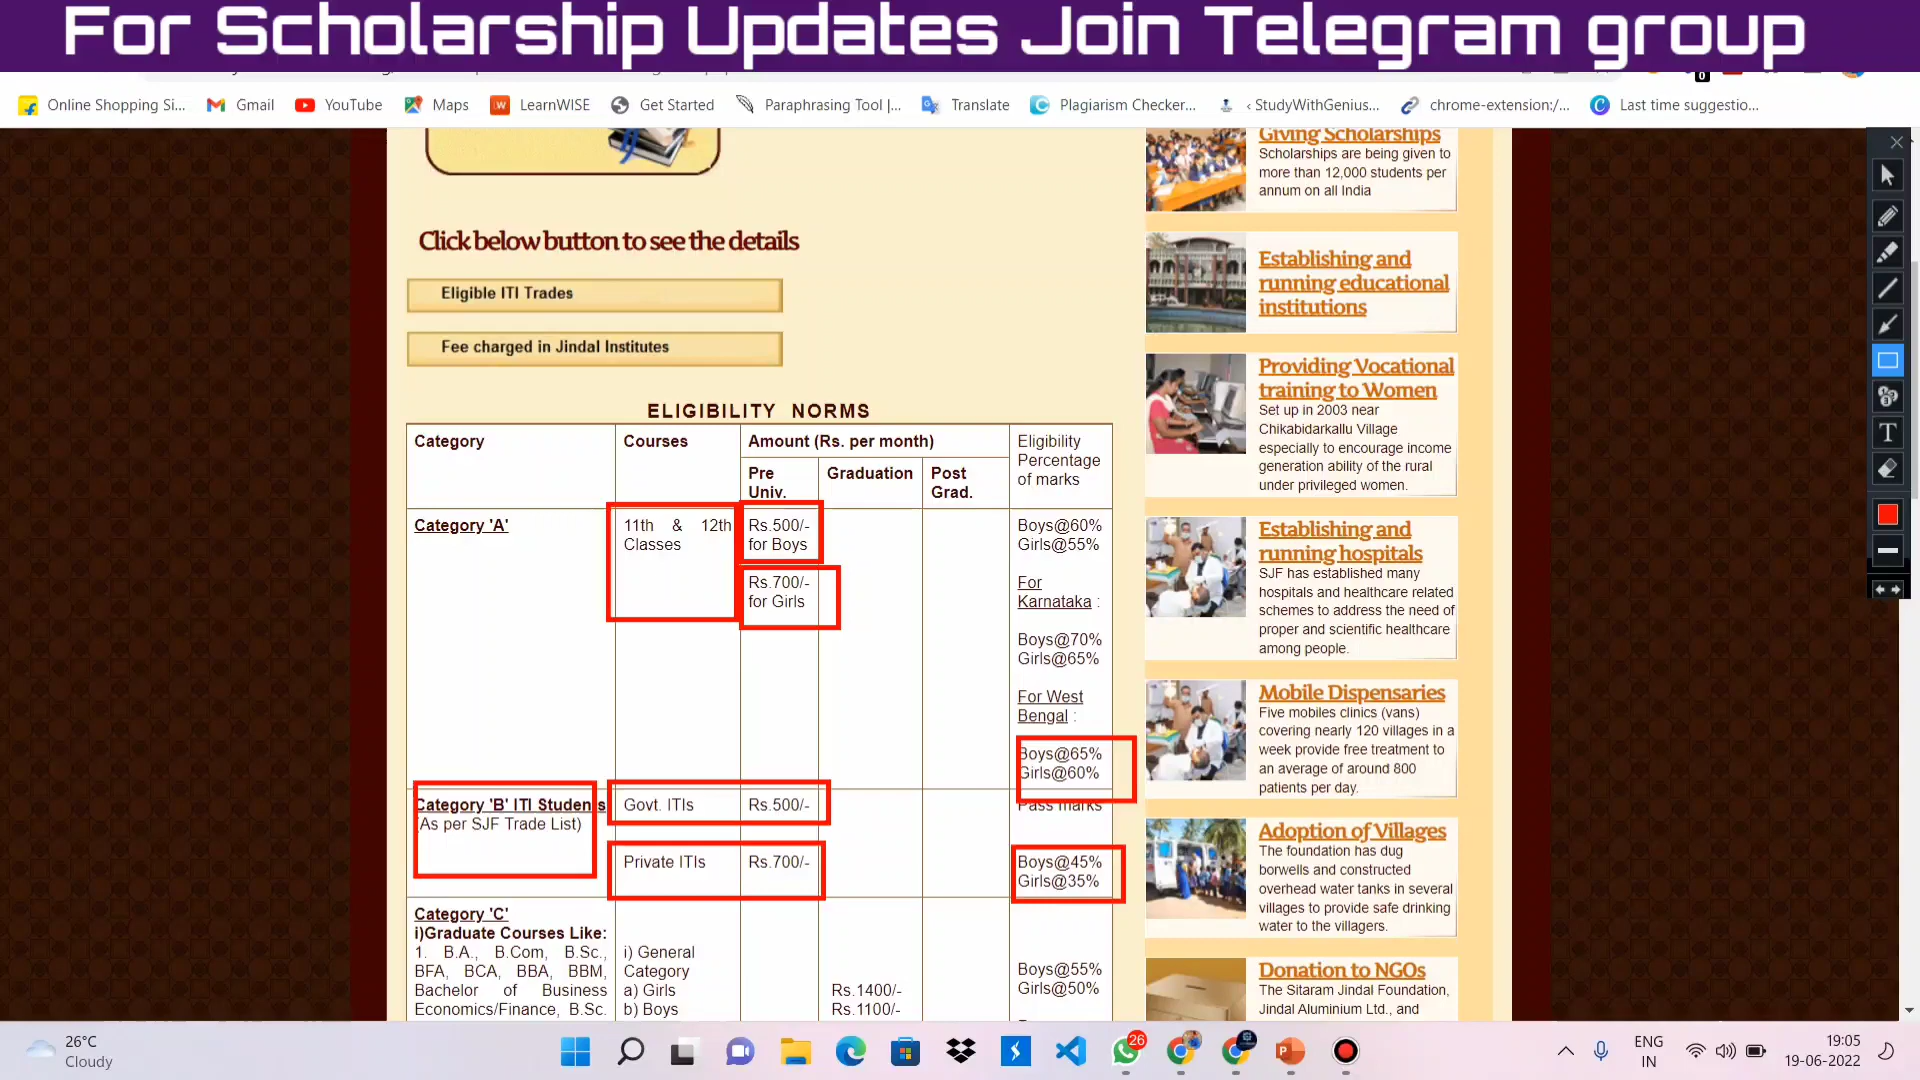 For Scholarship Updates Join Telegram group
0
Online Shopping Si...
Gmail
YouTube
Maps
LearnWISE
Get Started
Paraphrasing Tool |...
Translate
Plagiarism Checker...
‹ StudyWithGenius...
chrome-extension:/...
Last time suggestio...
Click below button to see the details
Eligible ITI Trades
Fee charged in Jindal Institutes
ELIGIBILITY NORMS
Category
Courses
Amount (Rs. per month)
Eligibility
Percentage
of marks
Pre
Univ.
Graduation
Post
Grad.
Category 'A'
11th & 12th
Classes
Rs.500/-
for Boys
Rs.700/-
for Girls
Boys@60%
Girls@55%
For
Karnataka :
Boys@70%
Girls@65%
For West
Bengal :
Boys@65%
Girls@60%
Category 'B' ITI Students
(As per SJF Trade List)
Govt. ITIs
Rs.500/-
Pass marks
Private ITIs
Rs.700/-
Boys@45%
Girls@35%
Category 'C'
i)Graduate Courses Like:
1. B.A., B.Com, B.Sc.,
BFA, BCA, BBA, BBM,
Bachelor of Business
Economics/Finance, B.Sc.
i) General
Category
a) Girls
b) Boys
Rs.1400/-
Rs.1100/-
Boys@55%
Girls@50%
Giving Scholarships
Scholarships are being given to
more than 12,000 students per
annum on all India
Establishing and
running educational
institutions
Providing Vocational
training to Women
Set up in 2003 near
Chikabidarkallu Village
especially to encourage income
generation ability of the rural
under privileged women.
Establishing and
running hospitals
SJF has established many
hospitals and healthcare related
schemes to address the need of
proper and scientific healthcare
among people.
Mobile Dispensaries
Five mobiles clinics (vans)
covering nearly 120 villages in a
week provide free treatment to
an average of around 800
patients per day.
Adoption of Villages
The foundation has dug
borwells and constructed
overhead water tanks in several
villages to provide safe drinking
water to the villagers.
Donation to NGOs
The Sitaram Jindal Foundation,
Jindal Aluminium Ltd., and
T
26°C
Cloudy
26
ENG
IN
19:05
19-06-2022